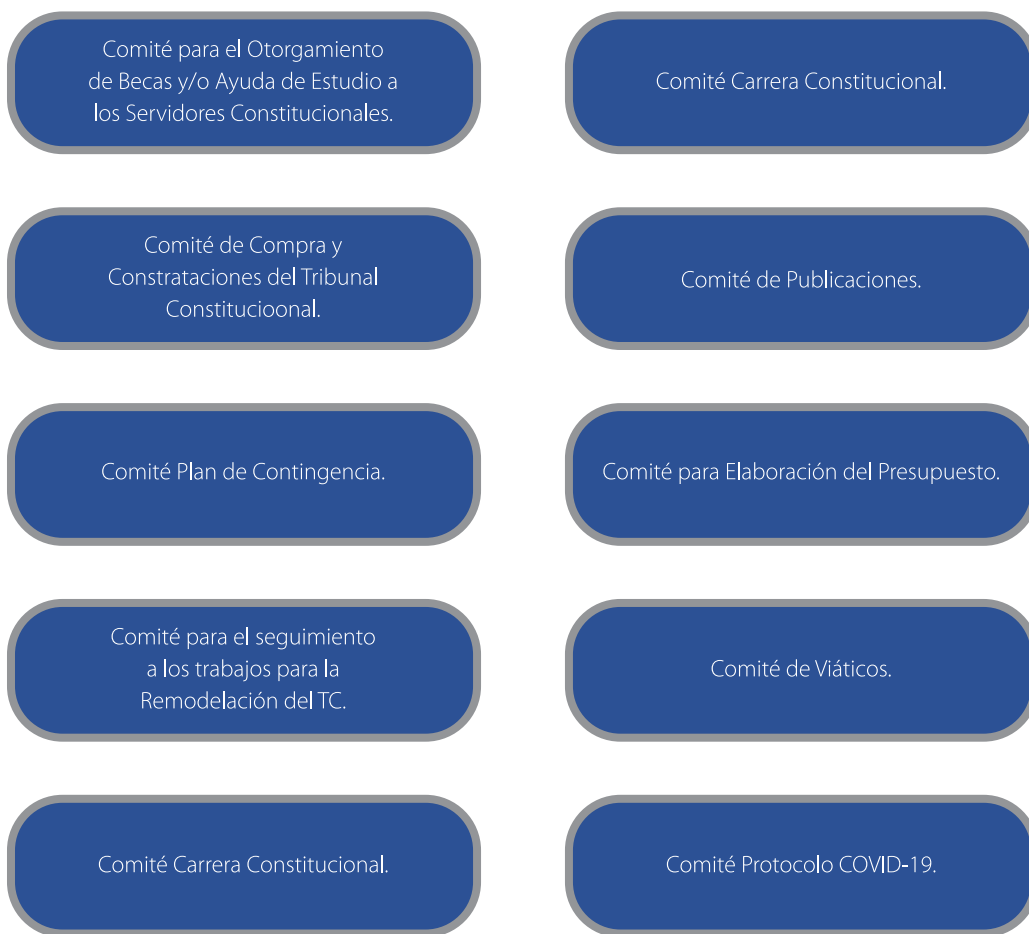 Comité para el Otorgamiento
de Becas y/o Ayuda de Estudio a
los Servidores Constitucionales.
Comité Carrera Constitucional.
Comité de Compra y
Constrataciones del Tribunal
Constitucioonal.
Comité de Publicaciones.
Comité Plan de Contingencia.
Comité para Elaboración del Presupuesto.
Comité para el seguimiento
a los trabajos para la
Remodelación del TC.
Comité de Viáticos.
Comité Carrera Constitucional.
Comité Protocolo COVID-19.